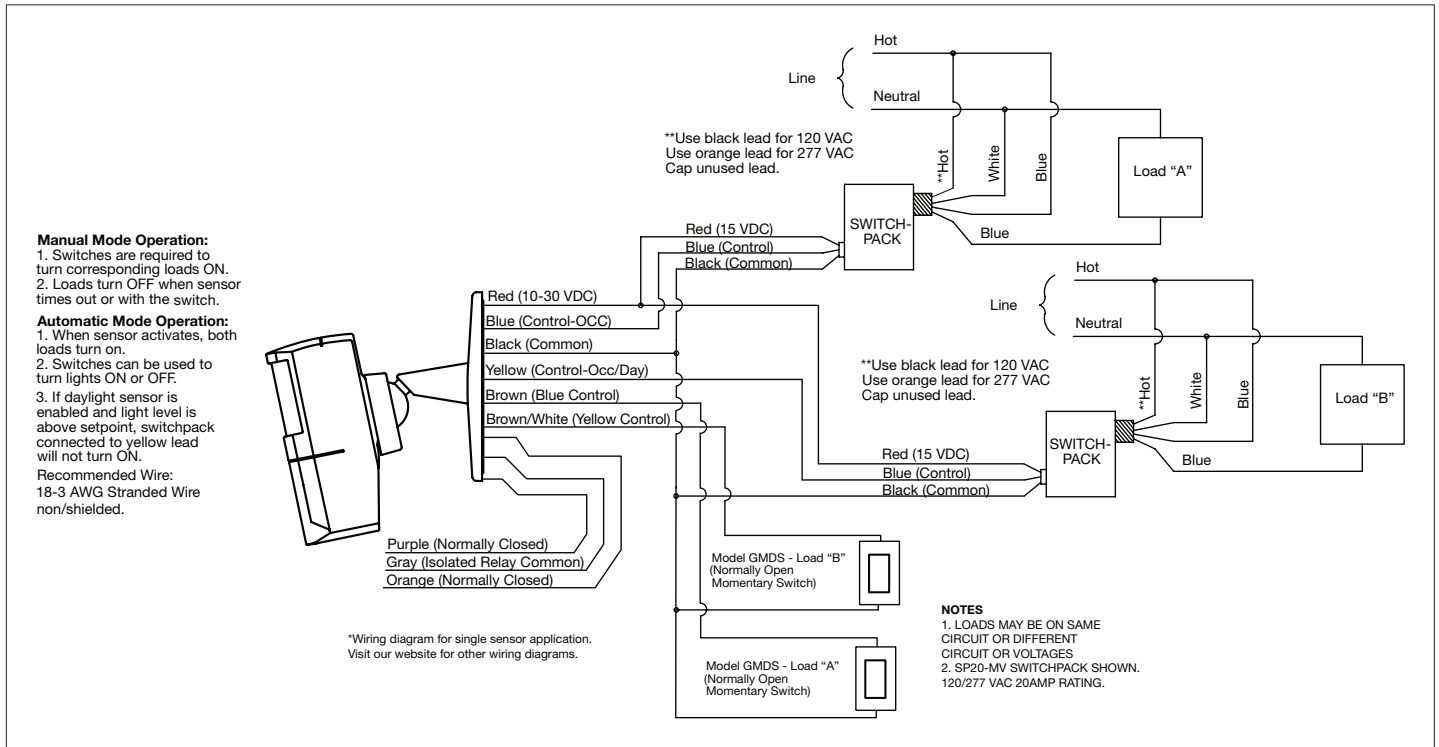 Hot
Line
Neutral
**Use black lead for 120 VAC
Use orange lead for 277 VAC
Cap unused lead.
**Hot
White
Blue
Load “A”
SWITCH-
PACK
Blue
Red (15 VDC)
Blue (Control)
Black (Common)
Manual Mode Operation:
1. Switches are required to
turn corresponding loads ON.
2. Loads turn OFF when sensor
times out or with the switch.
Automatic Mode Operation:
1. When sensor activates, both
loads turn on.
2. Switches can be used to
turn lights ON or OFF.
3. If daylight sensor is
enabled and light level is
above setpoint, switchpack
connected to yellow lead
will not turn ON.
Recommended Wire:
18-3 AWG Stranded Wire
non/shielded.
Red (10-30 VDC)
Blue (Control-OCC)
Black (Common)
Yellow (Control-Occ/Day)
Brown (Blue Control)
Brown/White (Yellow Control)
Hot
Line
Neutral
**Use black lead for 120 VAC
Use orange lead for 277 VAC
Cap unused lead.
**Hot
White
Blue
Load “B”
SWITCH-
PACK
Blue
Red (15 VDC)
Blue (Control)
Black (Common)
Purple (Normally Closed)
Gray (Isolated Relay Common)
Orange (Normally Closed)
Model GMDS - Load “B”
(Normally Open
Momentary Switch)
*Wiring diagram for single sensor application.
Visit our website for other wiring diagrams.
Model GMDS - Load “A”
(Normally Open
Momentary Switch)
NOTES
1. LOADS MAY BE ON SAME
CIRCUIT OR DIFFERENT
CIRCUIT OR VOLTAGES
2. SP20-MV SWITCHPACK SHOWN.
120/277 VAC 20AMP RATING.